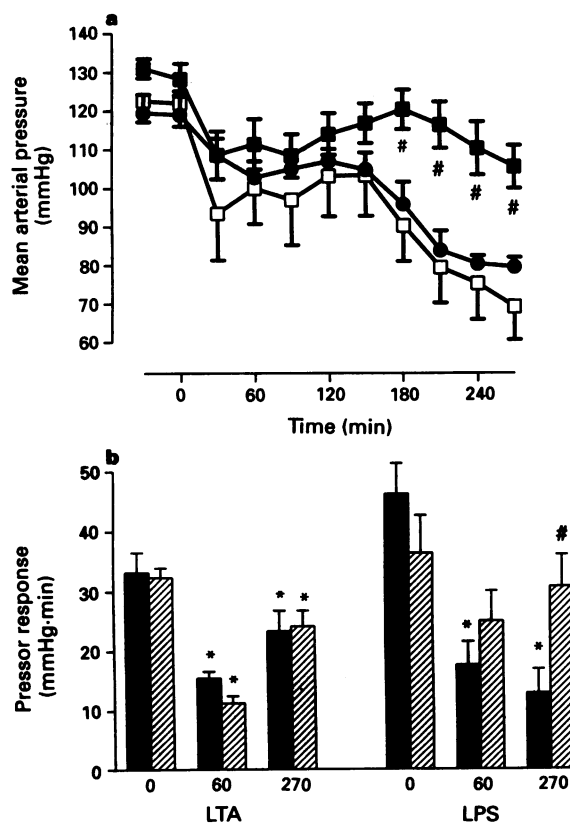 a
Mean arterial pressure
(mmHg)
140
130
120
110
100
90
80
70
60
# # # #
0 60 120 180 240
Time (min)
b
Pressor response
(mmHg·min)
50
40
30
20
10
0
* * * * * * #
0 60 270 0 60 270
LTA LPS